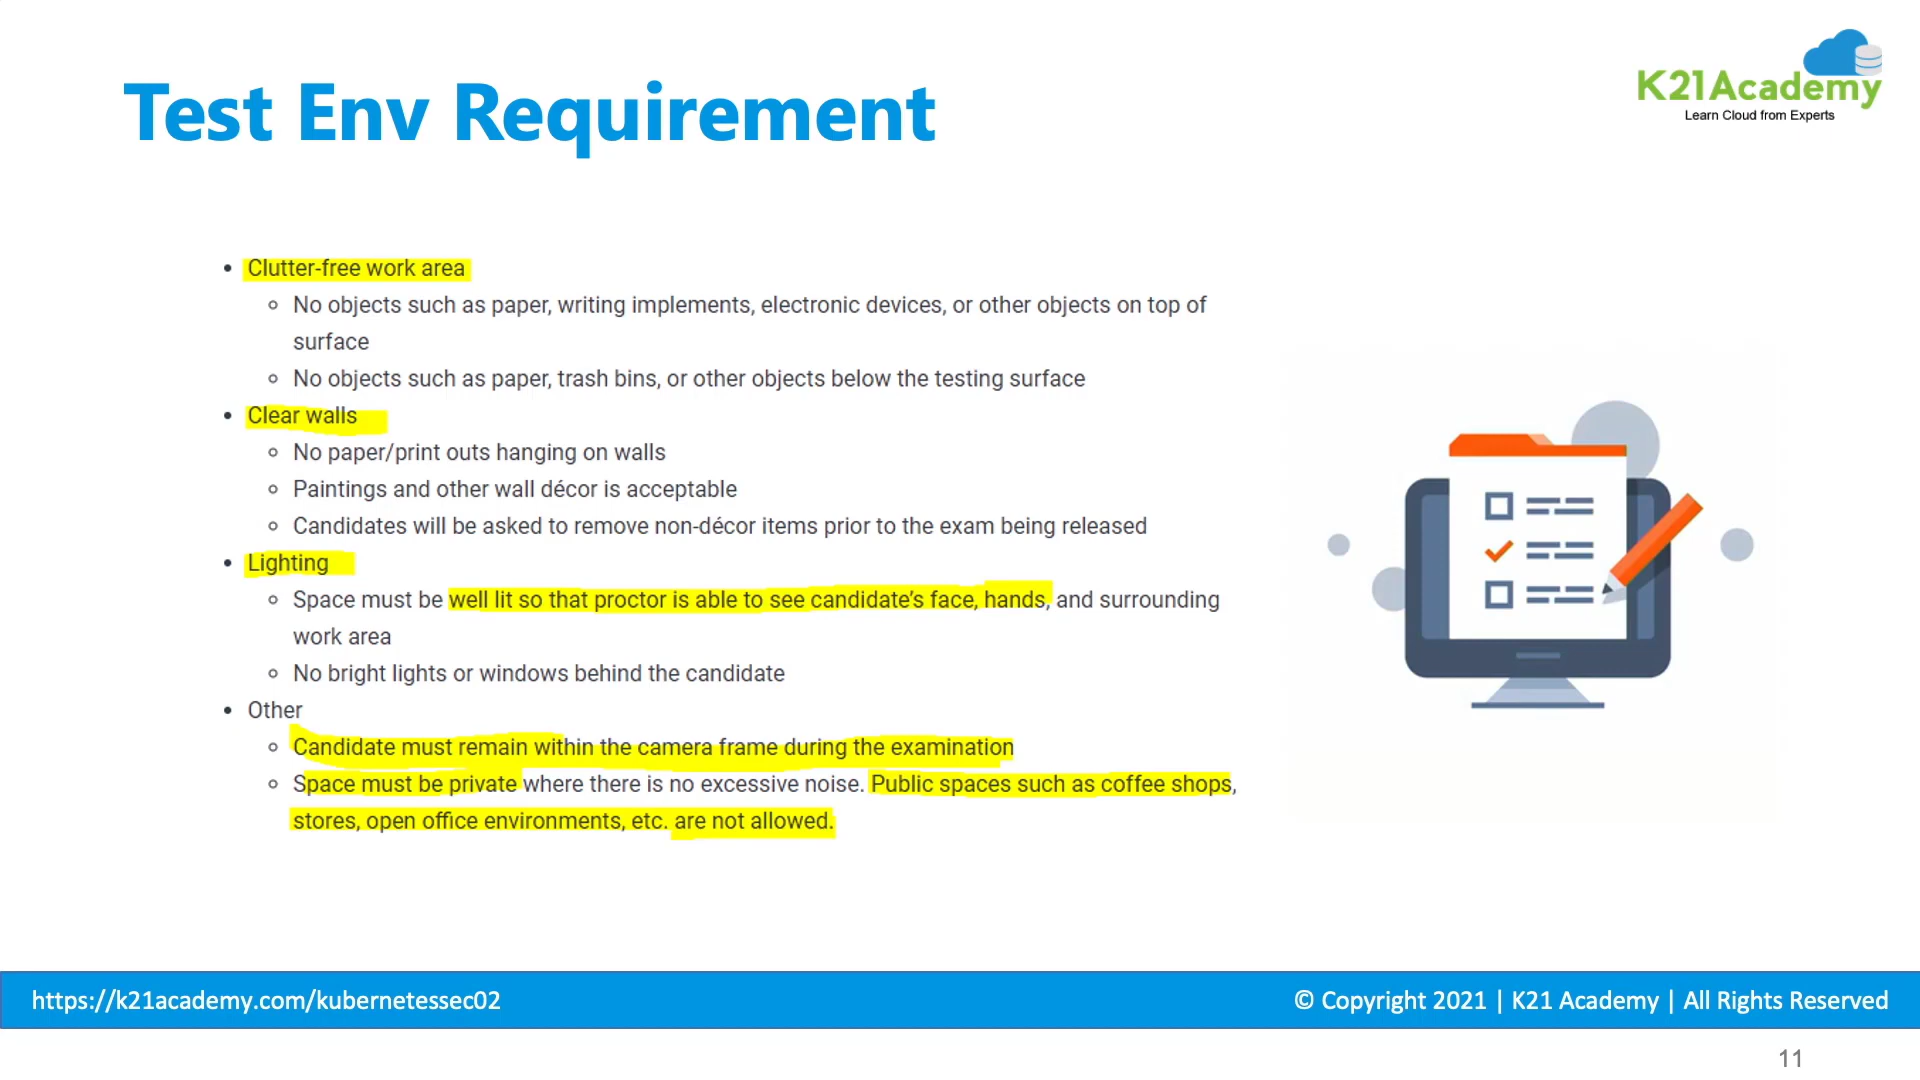 K21Academy
Learn Cloud from Experts
Test Env Requirement
• Clutter-free work area
○ No objects such as paper, writing implements, electronic devices, or other objects on top of
surface
○ No objects such as paper, trash bins, or other objects below the testing surface
• Clear walls
○ No paper/print outs hanging on walls
○ Paintings and other wall décor is acceptable
○ Candidates will be asked to remove non-décor items prior to the exam being released
• Lighting
○ Space must be well lit so that proctor is able to see candidate’s face, hands, and surrounding
work area
○ No bright lights or windows behind the candidate
• Other
○ Candidate must remain within the camera frame during the examination
○ Space must be private where there is no excessive noise. Public spaces such as coffee shops,
stores, open office environments, etc. are not allowed.
https://k21academy.com/kubernetessec02
© Copyright 2021 | K21 Academy | All Rights Reserved
11